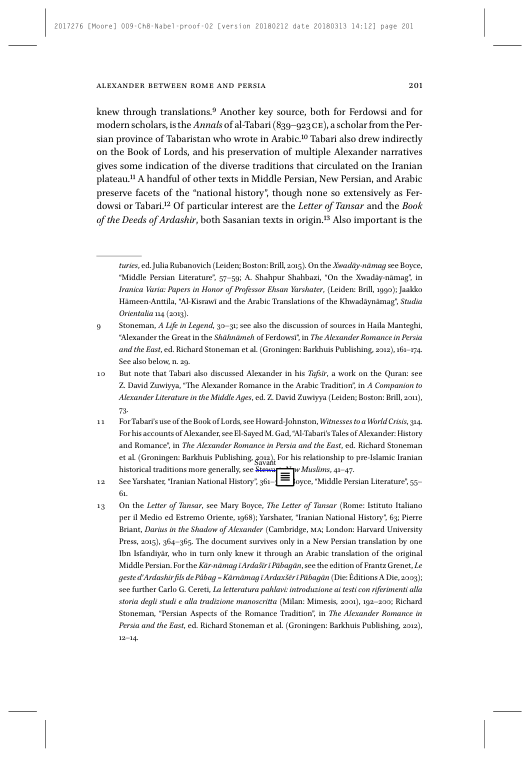 2017276 [Moore] 009-Ch8-Nabel-proof-02 [version 20180212 date 20180313 14:12] page 201
ALEXANDER BETWEEN ROME AND PERSIA 201
knew through translations.9 Another key source, both for Ferdowsi and for
modern scholars, is the Annals of al-Tabari (839–923 CE), a scholar from the Per-
sian province of Tabaristan who wrote in Arabic.10 Tabari also drew indirectly
on the Book of Lords, and his preservation of multiple Alexander narratives
gives some indication of the diverse traditions that circulated on the Iranian
plateau.11 A handful of other texts in Middle Persian, New Persian, and Arabic
preserve facets of the “national history”, though none so extensively as Fer-
dowsi or Tabari.12 Of particular interest are the Letter of Tansar and the Book
of the Deeds of Ardashir, both Sasanian texts in origin.13 Also important is the
turies, ed. Julia Rubanovich (Leiden; Boston: Brill, 2015). On the Xwadāy-nāmag see Boyce,
“Middle Persian Literature”, 57–59; A. Shahpur Shahbazi, “On the Xwadāy-nāmag”, in
Iranica Varia: Papers in Honor of Professor Ehsan Yarshater, (Leiden: Brill, 1990); Jaakko
Hämeen-Anttila, “Al-Kisrawi and the Arabic Translations of the Khwadāynāmag”, Studia
Orientalia 114 (2013).
9 Stoneman, A Life in Legend, 30–31; see also the discussion of sources in Haila Manteghi,
“Alexander the Great in the Shāhnāmeh of Ferdowsī”, in The Alexander Romance in Persia
and the East, ed. Richard Stoneman et al. (Groningen: Barkhuis Publishing, 2012), 161–174.
See also below, n. 29.
10 But note that Tabari also discussed Alexander in his Tafsir, a work on the Quran: see
Z. David Zuwiyya, “The Alexander Romance in the Arabic Tradition”, in A Companion to
Alexander Literature in the Middle Ages, ed. Z. David Zuwiyya (Leiden; Boston: Brill, 2011),
73.
11 For Tabari’s use of the Book of Lords, see Howard-Johnston, Witnesses to a World Crisis, 314.
For his accounts of Alexander, see El-Sayed M. Gad, “Al-Tabari’s Tales of Alexander: History
and Romance”, in The Alexander Romance in Persia and the East, ed. Richard Stoneman
et al. (Groningen: Barkhuis Publishing, 2012). For his relationship to pre-Islamic Iranian
Savant
historical traditions more generally, see Stewart New Muslims, 41–47.
12 See Yarshater, “Iranian National History”, 361– Boyce, “Middle Persian Literature”, 55–
61.
13 On the Letter of Tansar, see Mary Boyce, The Letter of Tansar (Rome: Istituto Italiano
per il Medio ed Estremo Oriente, 1968); Yarshater, “Iranian National History”, 63; Pierre
Briant, Darius in the Shadow of Alexander (Cambridge, MA; London: Harvard University
Press, 2015), 364–365. The document survives only in a New Persian translation by one
Ibn Isfandiyār, who in turn only knew it through an Arabic translation of the original
Middle Persian. For the Kār-nāmag ī Ardašīr ī Pābagān, see the edition of Frantz Grenet, Le
geste d’Ardashir fils de Pâbag = Kārnāmag ī Ardaxšēr ī Pābagān (Die: Éditions A Die, 2003);
see further Carlo G. Cereti, La letteratura pahlavi: introduzione ai testi con riferimenti alla
storia degli studi e alla tradizione manoscritta (Milan: Mimesis, 2001), 192–200; Richard
Stoneman, “Persian Aspects of the Romance Tradition”, in The Alexander Romance in
Persia and the East, ed. Richard Stoneman et al. (Groningen: Barkhuis Publishing, 2012),
12–14.